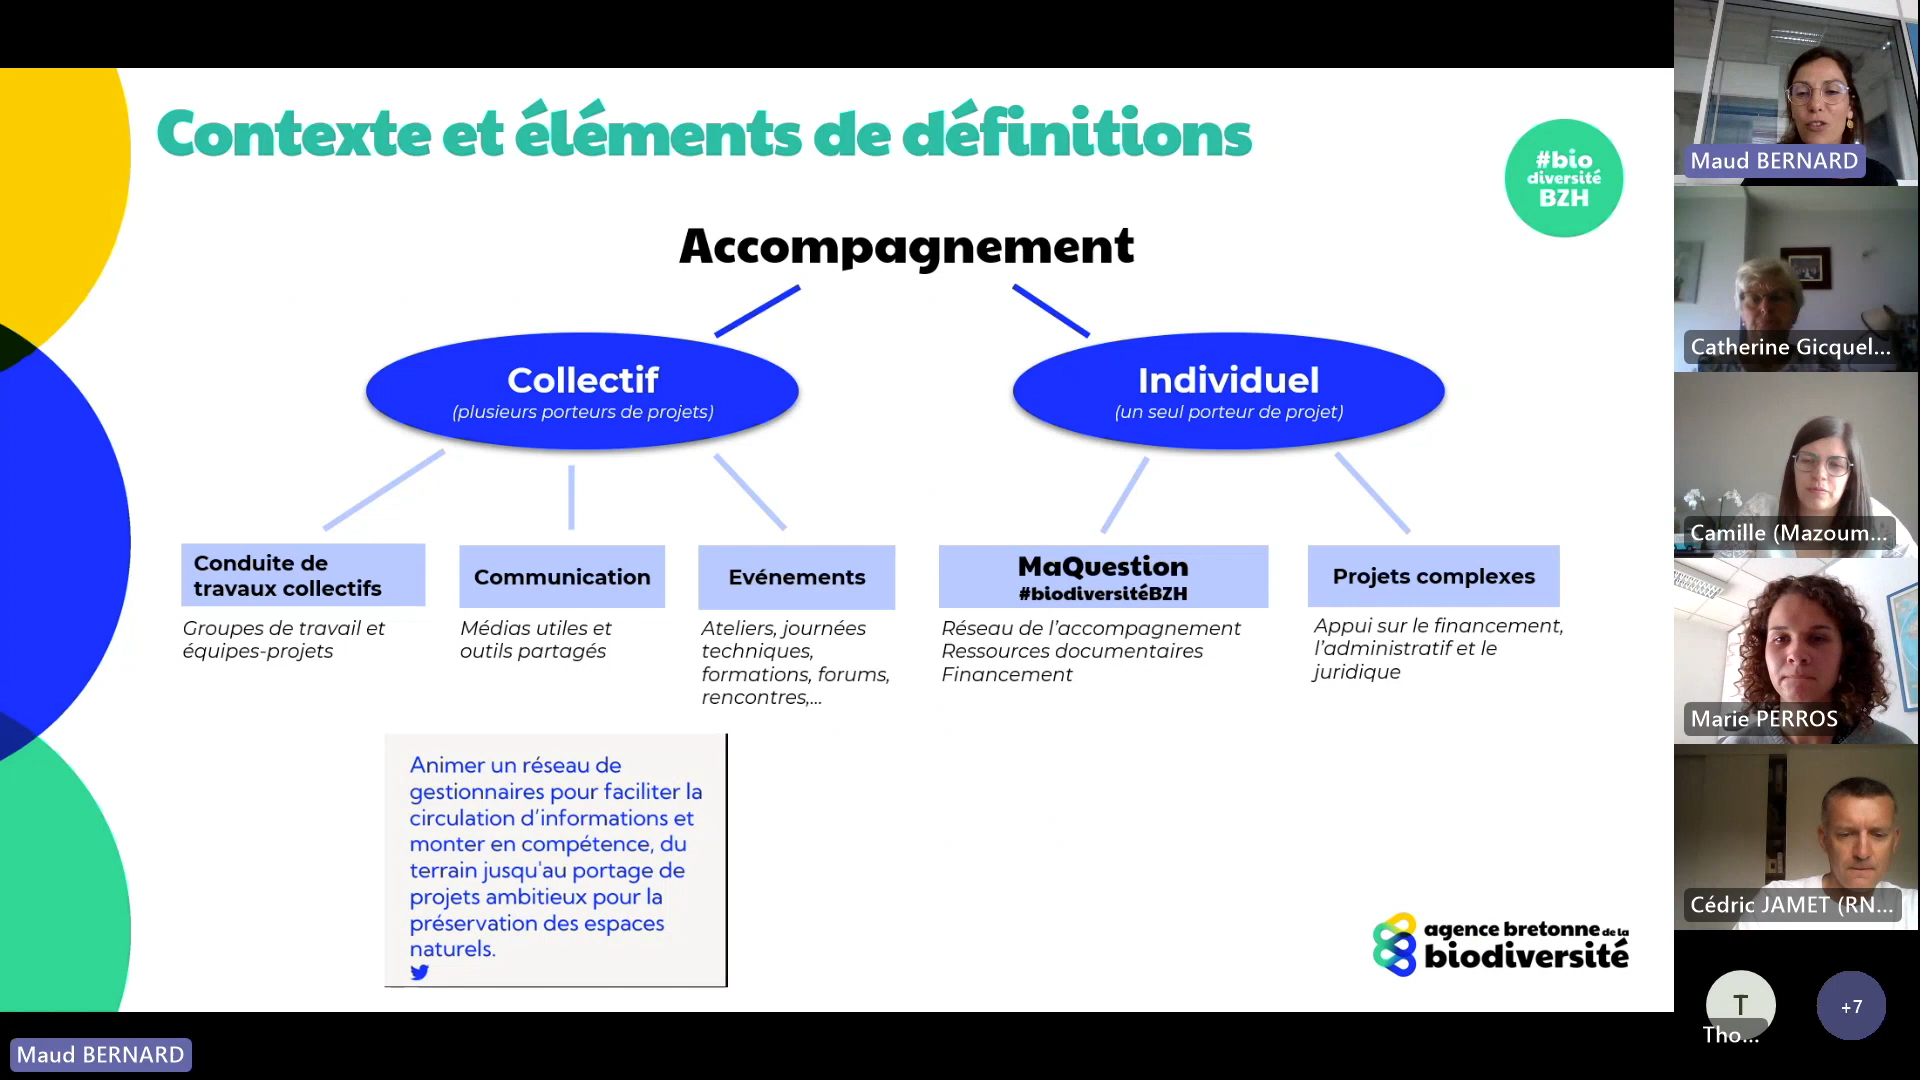 Contexte et éléments de définitions
#bio
diversité
BZH
Accompagnement
Collectif
(plusieurs porteurs de projets)
Individuel
(un seul porteur de projet)
Conduite de
travaux collectifs
Groupes de travail et
équipes-projets
Communication
Médias utiles et
outils partagés
Evénements
Ateliers, journées
techniques,
formations, forums,
rencontres,...
MaQuestion
#biodiversitéBZH
Réseau de l'accompagnement
Ressources documentaires
Financement
Projets complexes
Appui sur le financement,
l'administratif et le
juridique
Animer un réseau de
gestionnaires pour faciliter la
circulation d'informations et
monter en compétence, du
terrain jusqu'au portage de
projets ambitieux pour la
préservation des espaces
naturels.
agence bretonne de la
biodiversité
Maud BERNARD
Catherine Gicquel...
Camille (Mazoum...
Marie PERROS
Cédric JAMET (RN...
T
Tho...
+7
Maud BERNARD